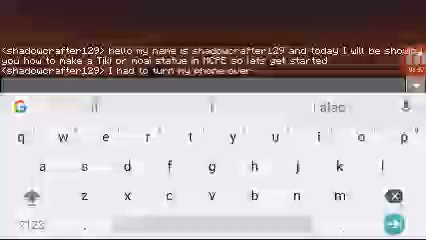 <shadowcrafter129> hello my name is shadowcrafter129 and today I will be showing
you how to make a Tiki or moai statue in MCPE so lets get started
<shadowcrafter129> I had to turn my phone over
I
I also
q w e r t y u i o p
a s d f g h j k l
z x c v b n m
?123 , .